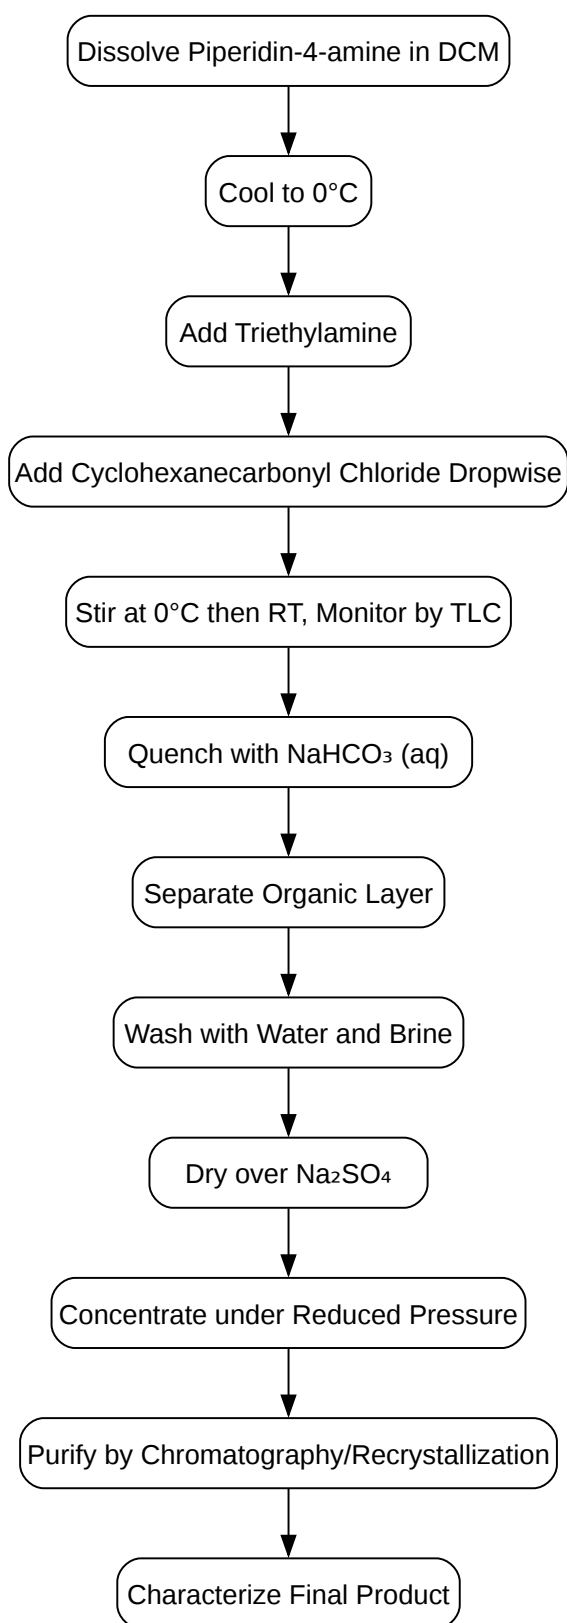 Dissolve Piperidin-4-amine in DCM
Cool to 0°C
Add Triethylamine
Add Cyclohexanecarbonyl Chloride Dropwise
Stir at 0°C then RT, Monitor by TLC
Quench with NaHCO₃ (aq)
Separate Organic Layer
Wash with Water and Brine
Dry over Na₂SO₄
Concentrate under Reduced Pressure
Purify by Chromatography/Recrystallization
Characterize Final Product